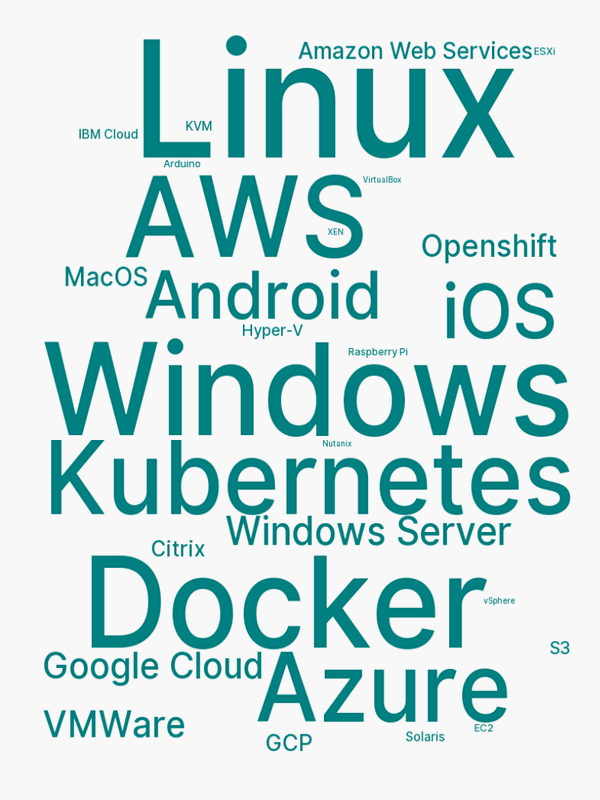 Amazon Web Services
ESXi
Linux
KVM
IBM Cloud
Arduino
AWS
VirtualBox
XEN
Openshift
MacOS
Android
iOS
Hyper-V
Raspberry Pi
Windows
Nutanix
Kubernetes
Windows Server
Citrix
Docker
vSphere
S3
Google Cloud
Azure
VMWare
EC2
Solaris
GCP